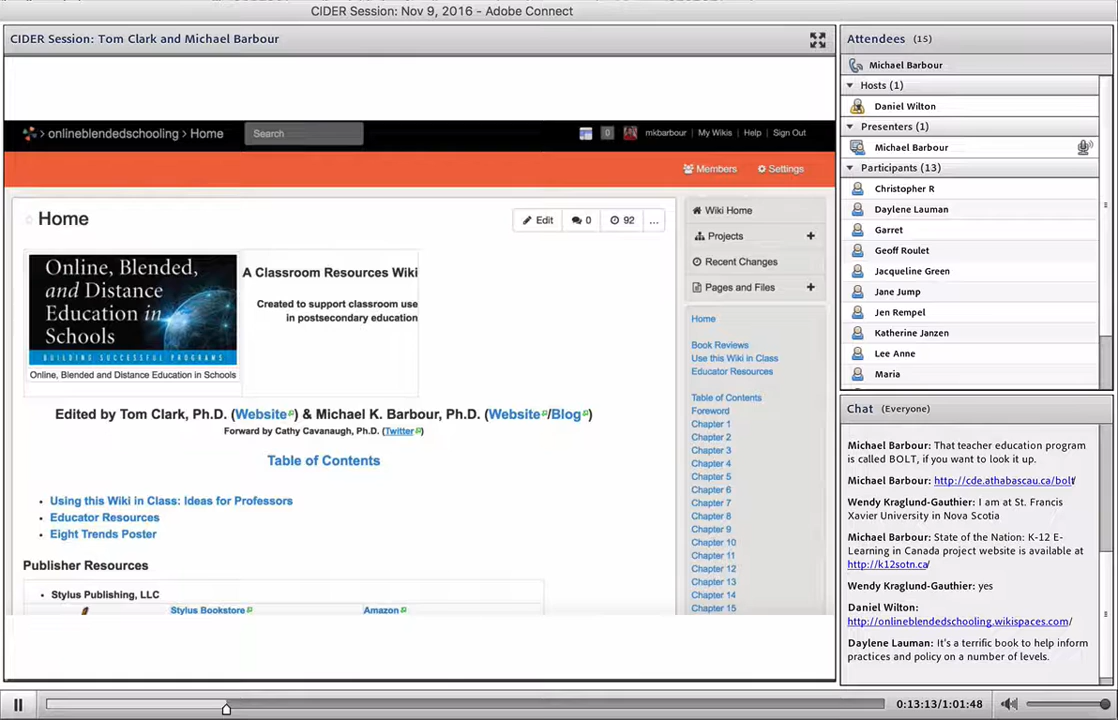 CIDER Session: Nov 9, 2016 - Adobe Connect
CIDER Session: Tom Clark and Michael Barbour
onlineblendedschooling > Home
Search
0
mkbarbour
My Wikis
Help
Sign Out
Members
Settings
Home
Edit
0
92
...
Online, Blended,
and Distance
Education in
Schools
BUILDING SUCCESSFUL PROGRAMS
Online, Blended and Distance Education in Schools
A Classroom Resources Wiki
Created to support classroom use
in postsecondary education
Edited by Tom Clark, Ph.D. (Website) & Michael K. Barbour, Ph.D. (Website/Blog)
Forward by Cathy Cavanaugh, Ph.D. (Twitter)
Table of Contents
Using this Wiki in Class: Ideas for Professors
Educator Resources
Eight Trends Poster
Publisher Resources
Stylus Publishing, LLC
Stylus Bookstore
Amazon
Wiki Home
Projects
Recent Changes
Pages and Files
Home
Book Reviews
Use this Wiki in Class
Educator Resources
Table of Contents
Foreword
Chapter 1
Chapter 2
Chapter 3
Chapter 4
Chapter 5
Chapter 6
Chapter 7
Chapter 8
Chapter 9
Chapter 10
Chapter 11
Chapter 12
Chapter 13
Chapter 14
Chapter 15
Attendees (15)
Michael Barbour
Hosts (1)
Daniel Wilton
Presenters (1)
Michael Barbour
Participants (13)
Christopher R
Daylene Lauman
Garret
Geoff Roulet
Jacqueline Green
Jane Jump
Jen Rempel
Katherine Janzen
Lee Anne
Maria
Chat (Everyone)
Michael Barbour: That teacher education program
is called BOLT, if you want to look it up.
Michael Barbour: http://cde.athabascau.ca/bolt/
Wendy Kraglund-Gauthier: I am at St. Francis
Xavier University in Nova Scotia
Michael Barbour: State of the Nation: K-12 E-
Learning in Canada project website is available at
http://k12sotn.ca/
Wendy Kraglund-Gauthier: yes
Daniel Wilton:
http://onlineblendedschooling.wikispaces.com/
Daylene Lauman: It's a terrific book to help inform
practices and policy on a number of levels.
0:13:13/1:01:48